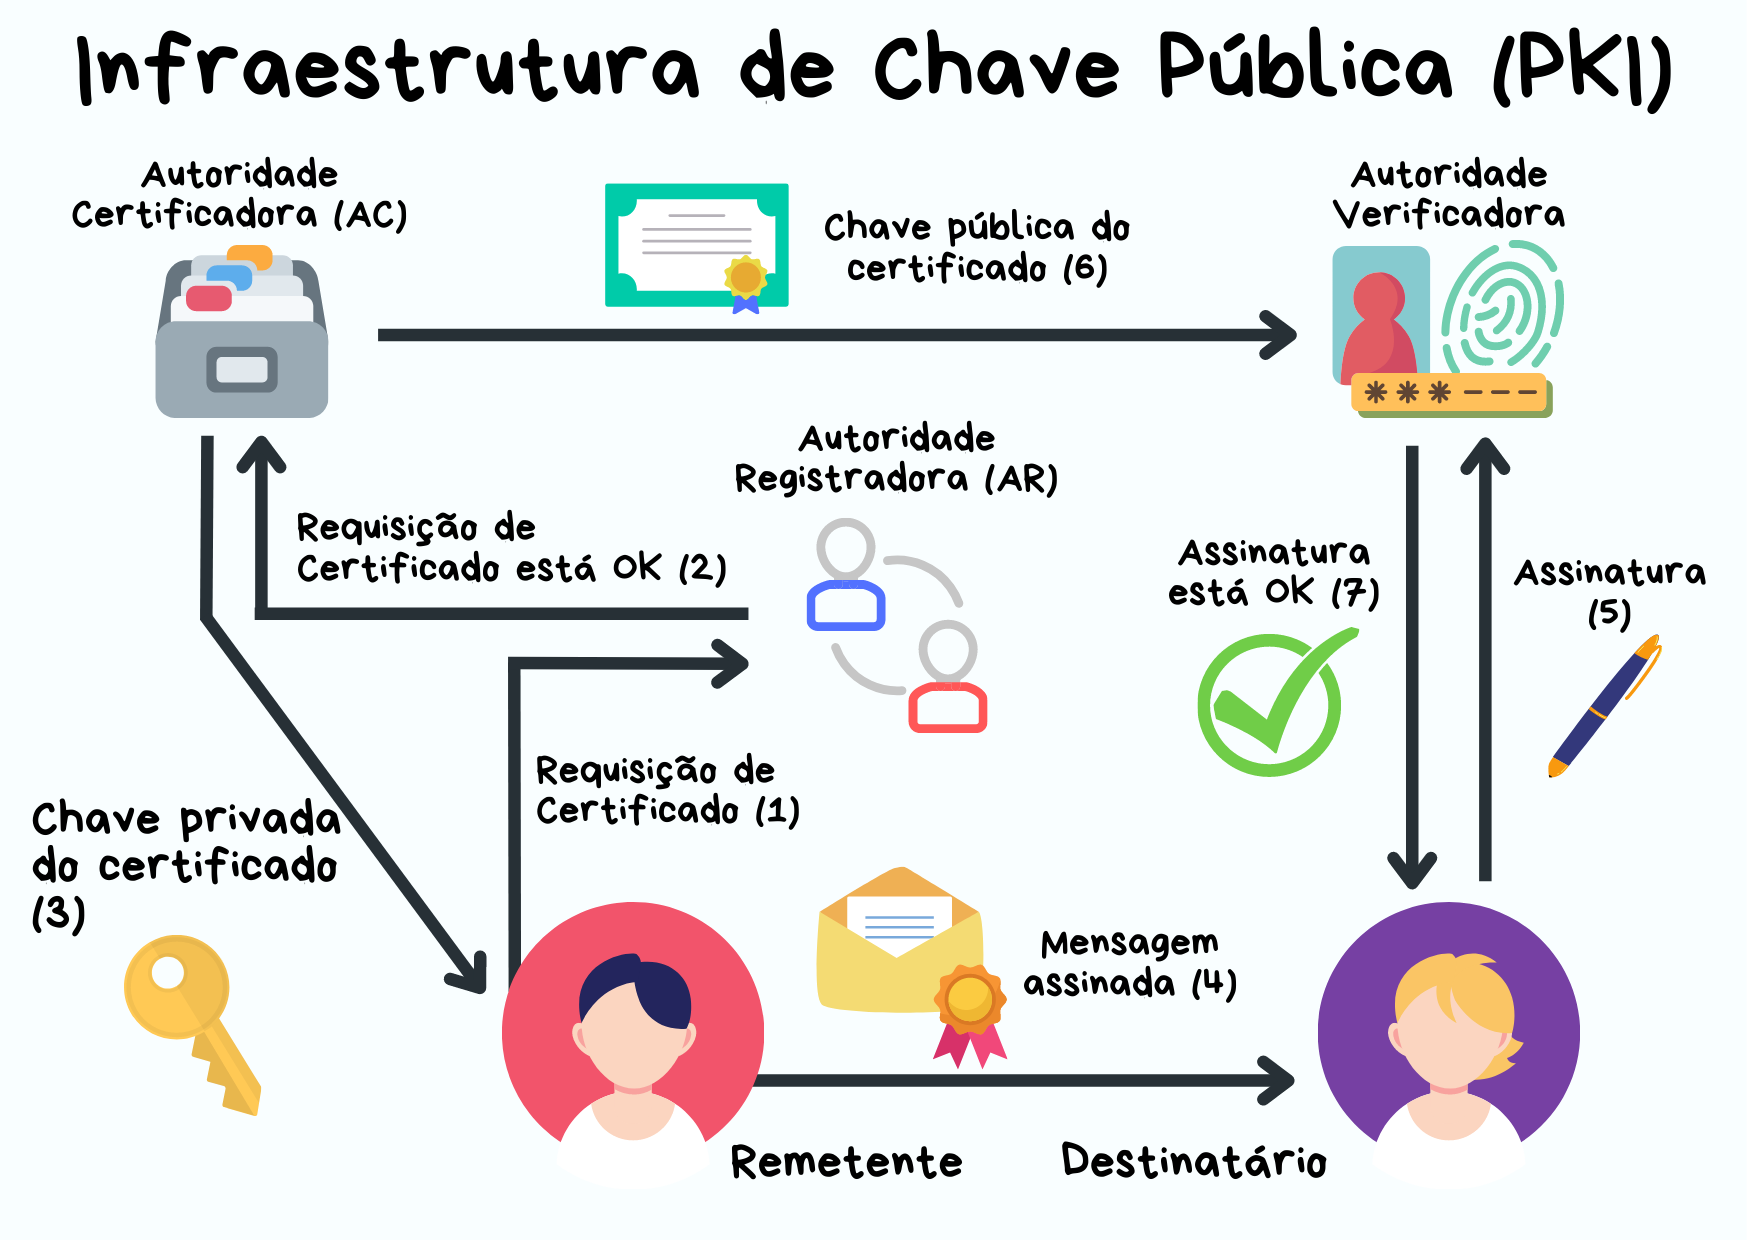 Infraestrutura de Chave Pública (PKI)
Autoridade
Certificadora (AC)
Chave pública do
certificado (6)
Autoridade
Verificadora
Autoridade
Registradora (AR)
Requisição de
Certificado está OK (2)
Assinatura
está OK (7)
Assinatura
(5)
Requisição de
Certificado (1)
Chave privada
do certificado
(3)
Mensagem
assinada (4)
Remetente
Destinatário